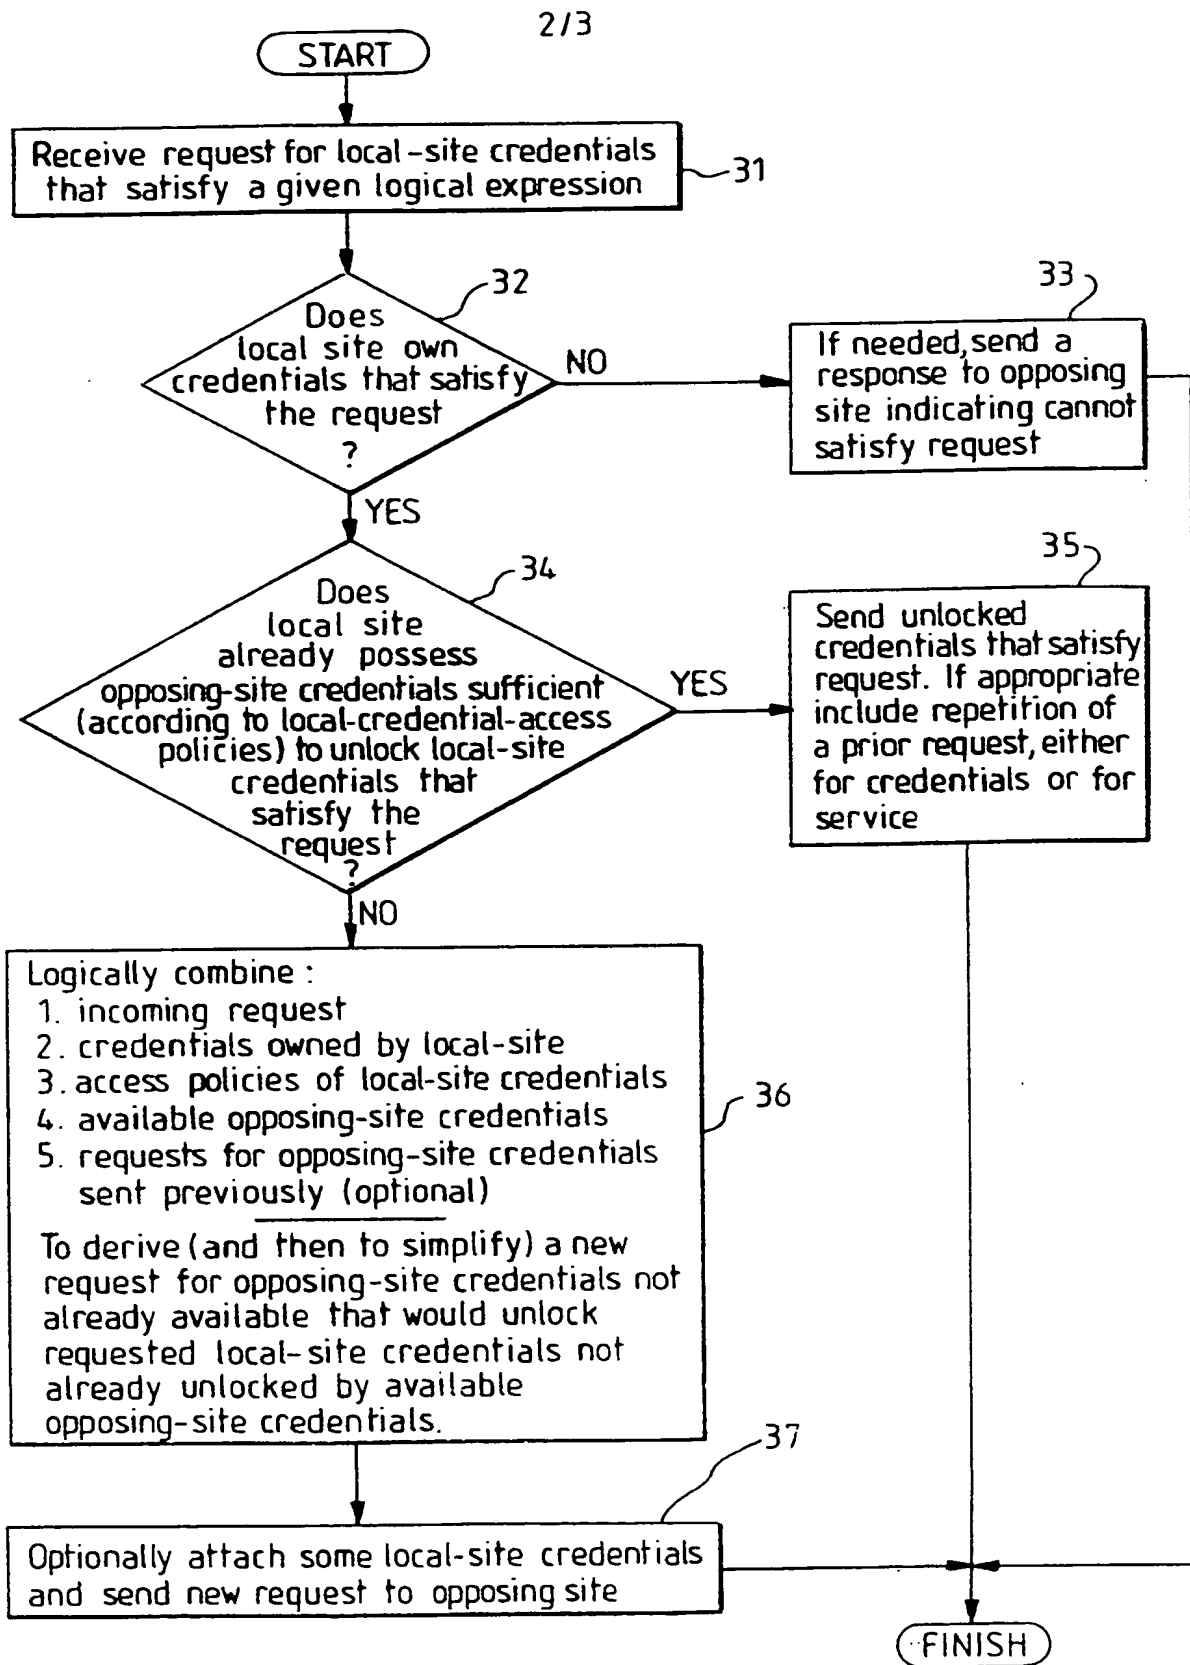 2/3
START
Receive request for local-site credentials
that satisfy a given logical expression
31
32
Does
local site own
credentials that satisfy
the request
?
NO
33
If needed, send a
response to opposing
site indicating cannot
satisfy request
YES
34
Does
local site
already possess
opposing-site credentials sufficient
(according to local-credential-access
policies) to unlock local-site
credentials that
satisfy the
request
?
YES
35
Send unlocked
credentials that satisfy
request. If appropriate
include repetition of
a prior request, either
for credentials or for
service
NO
Logically combine :
1. incoming request
2. credentials owned by local-site
3. access policies of local-site credentials
4. available opposing-site credentials
5. requests for opposing-site credentials
sent previously (optional)
To derive (and then to simplify) a new
request for opposing-site credentials not
already available that would unlock
requested local-site credentials not
already unlocked by available
opposing-site credentials.
36
37
Optionally attach some local-site credentials
and send new request to opposing site
FINISH